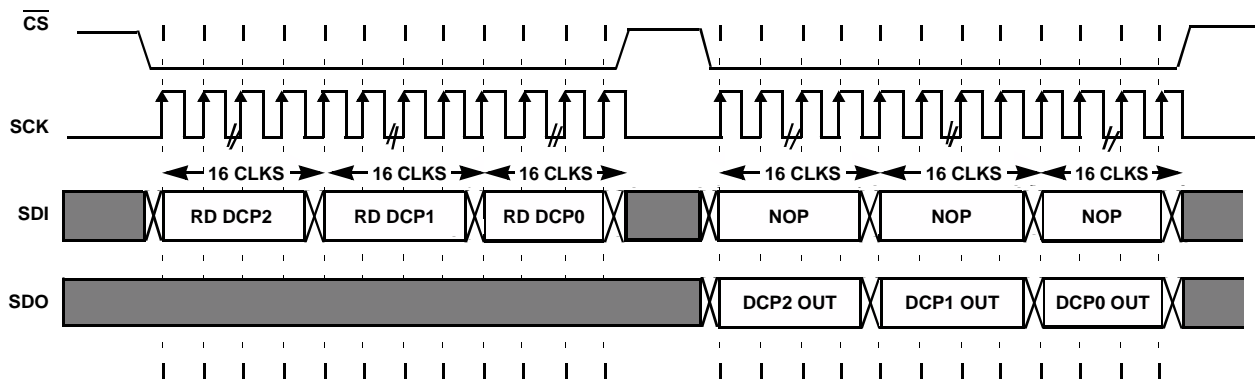 CS
SCK
16 CLKS 16 CLKS 16 CLKS 16 CLKS 16 CLKS 16 CLKS
SDI RD DCP2 RD DCP1 RD DCP0 NOP NOP NOP
SDO DCP2 OUT DCP1 OUT DCP0 OUT